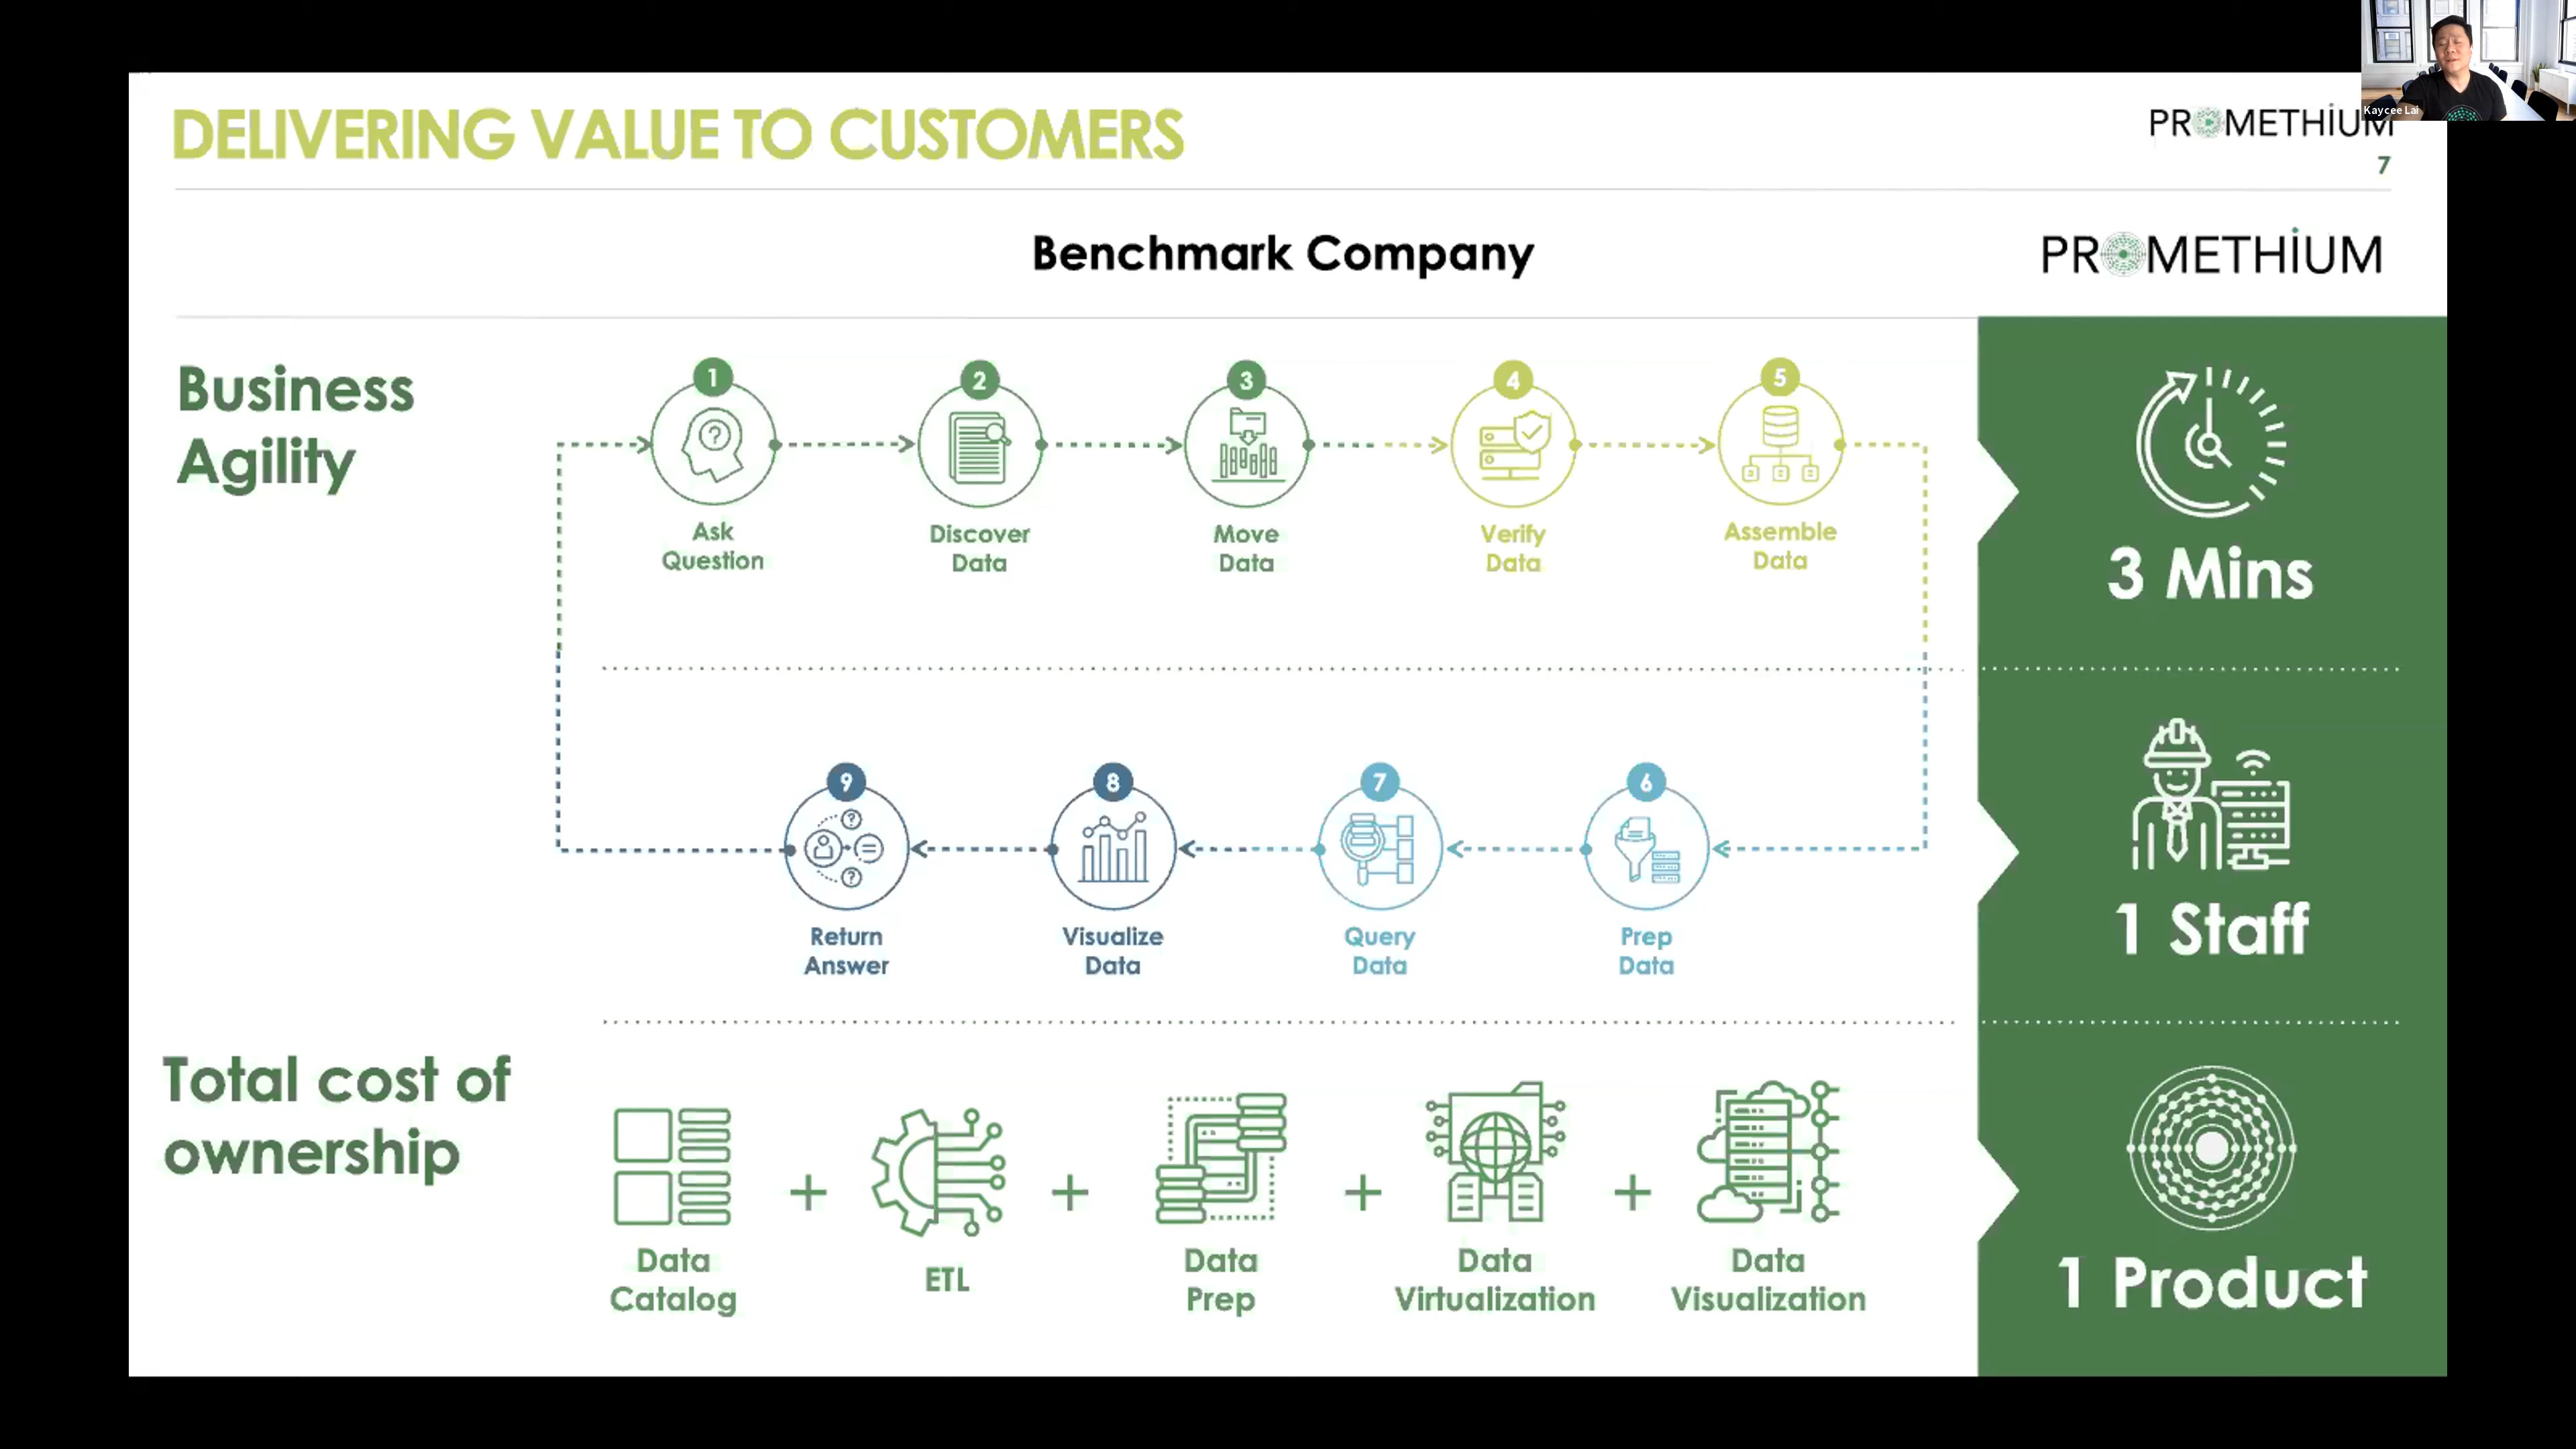 Kaycee Lai
DELIVERING VALUE TO CUSTOMERS
PROMETHIUM
7
Benchmark Company
PROMETHIUM
Business
Agility
1
2
3
4
5
Ask
Question
Discover
Data
Move
Data
Verify
Data
Assemble
Data
3 Mins
9
8
7
6
Return
Answer
Visualize
Data
Query
Data
Prep
Data
1 Staff
Total cost of
ownership
+
+
+
+
Data
Catalog
ETL
Data
Prep
Data
Virtualization
Data
Visualization
1 Product